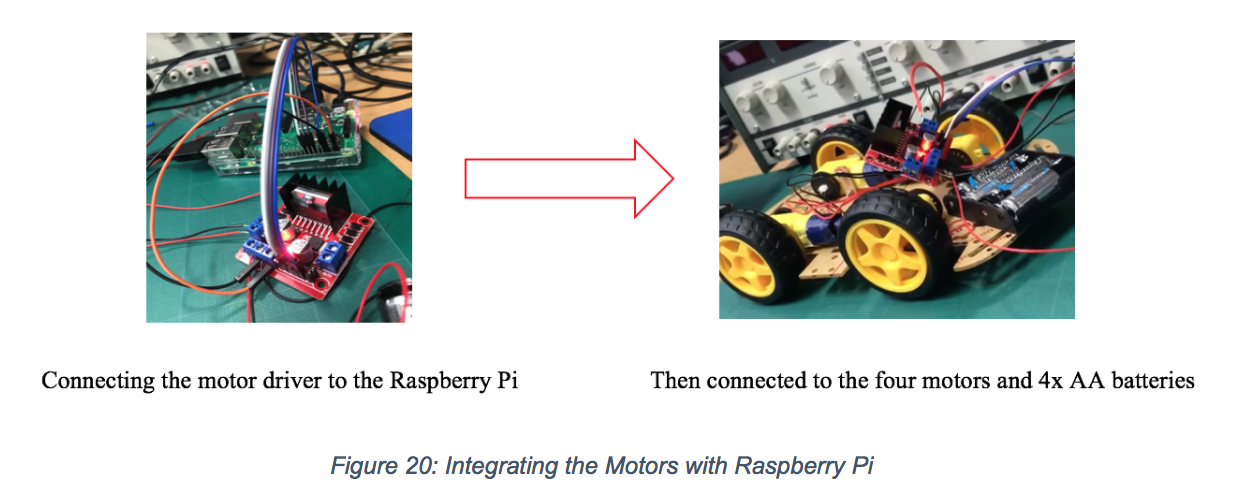 Connecting the motor driver to the Raspberry Pi
Then connected to the four motors and 4x AA batteries
Figure 20: Integrating the Motors with Raspberry Pi